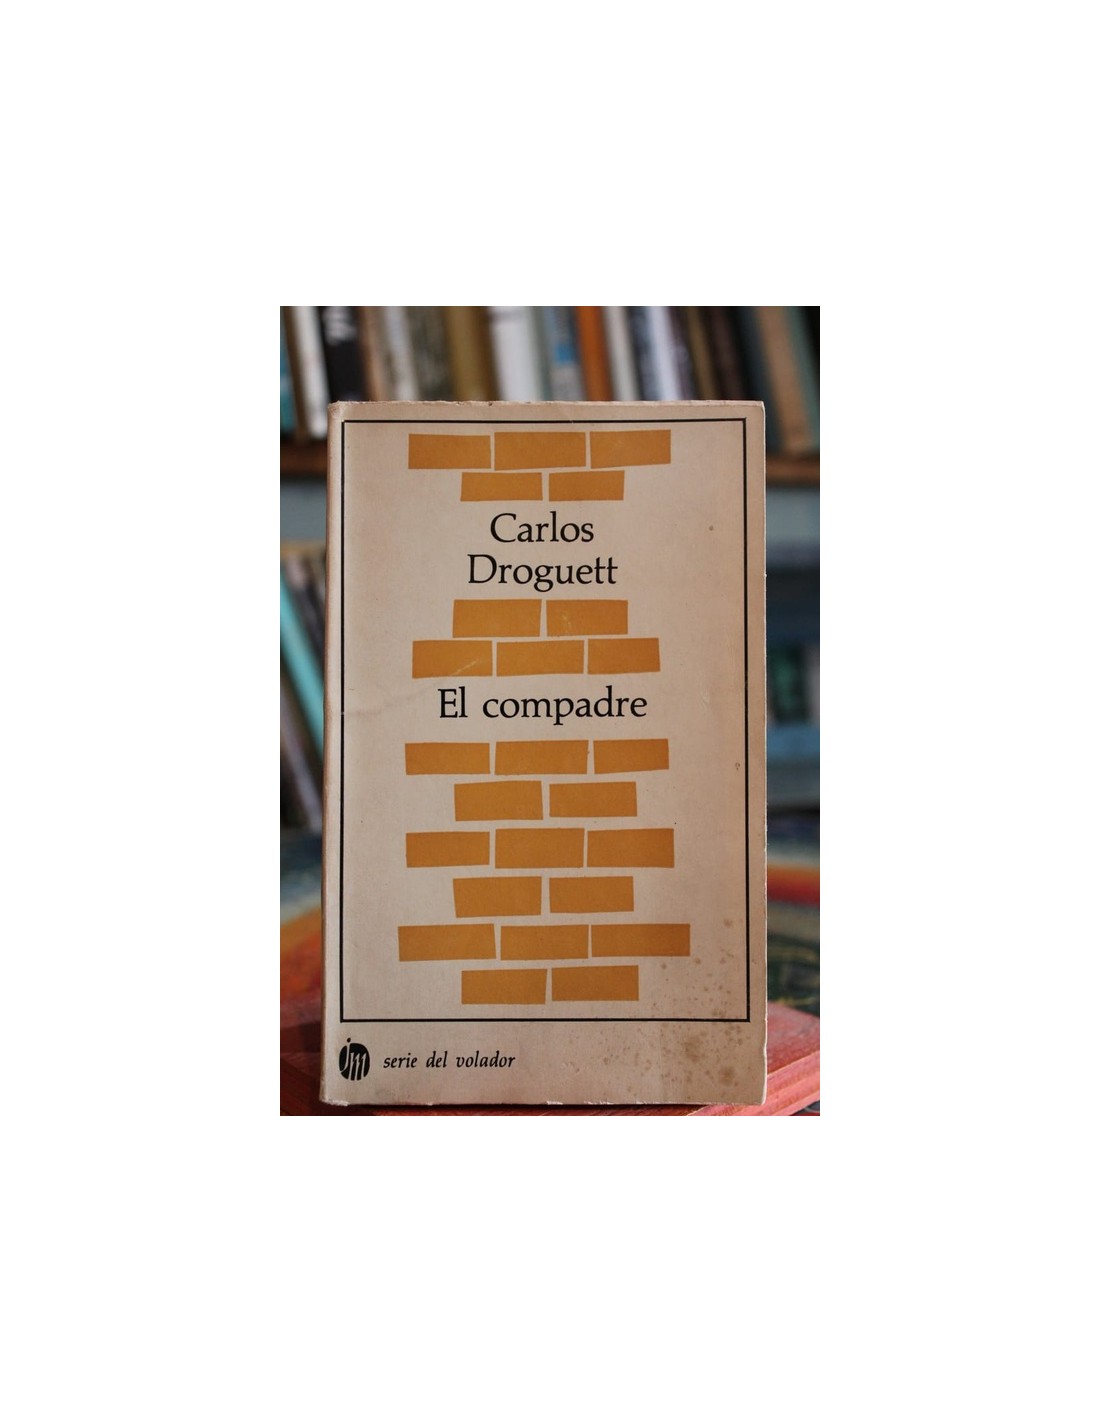 Carlos
Droguett
El compadre
jm serie del volador